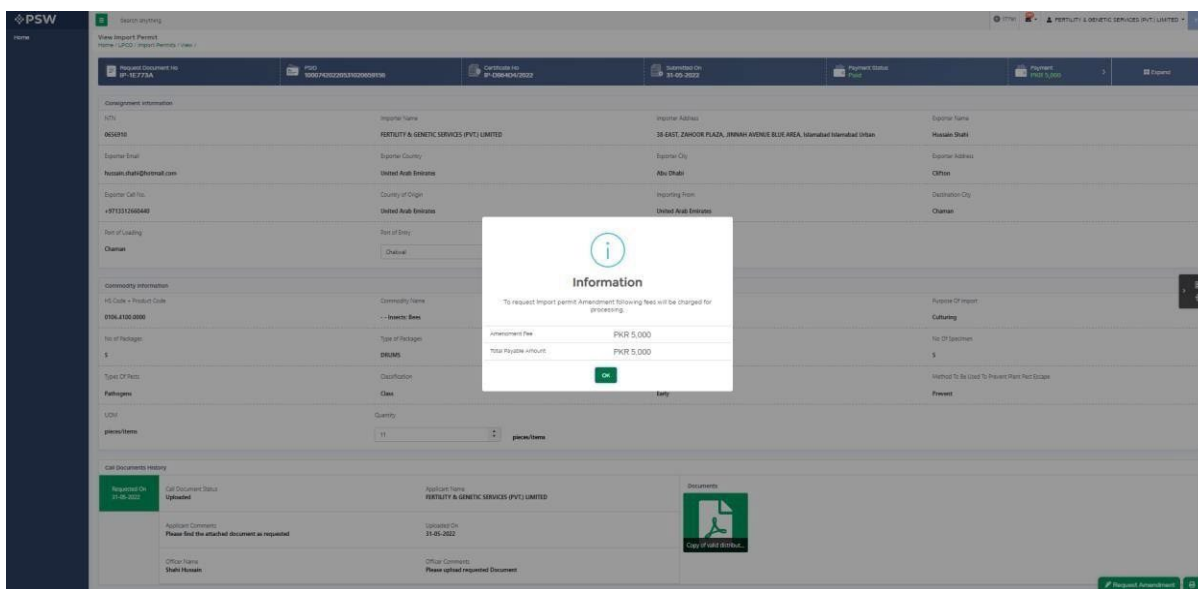 PSW
Search anything
FERTILITY & GENETIC SERVICES (PVT.) LIMITED
Home
View Import Permit
Home / LPCO / Import Permits / View /
Request Document No
IP-1E773A
PSID
Certificate No
Submitted On
31-05-2022
Payment Status
Paid
Payment
PKR 5,000
Expand
Consignment Information
NTN
Importer Name
Importer Address
Exporter Name
0656910
FERTILITY & GENETIC SERVICES (PVT.) LIMITED
38-EAST, ZAHOOR PLAZA, JINNAH AVENUE BLUE AREA, Islamabad Islamabad Urban
Hussain Shahi
Exporter Email
Exporter Country
Exporter City
Exporter Address
hussain.shahi@hotmail.com
United Arab Emirates
Abu Dhabi
Clifton
Exporter Cell No.
Country of Origin
Importing From
Destination City
+9713312660440
United Arab Emirates
United Arab Emirates
Chaman
Port of Loading
Port of Entry
Chaman
Chakwal
Information
To request Import permit Amendment following fees will be charged for
processing.
Amendment Fee PKR 5,000
Total Payable Amount PKR 5,000
OK
Commodity Information
HS Code + Product Code
Commodity Name
Purpose Of Import
0106.4100.0000
- - Insects: Bees
Culturing
No of Packages
Type of Packages
No Of Specimen
5
DRUMS
5
Types Of Pests
Classification
Method To Be Used To Prevent Plant Pest Escape
Pathogens
Class
Early
Prevent
UOM
Quantity
pieces/items
11
pieces/items
Call Documents History
Requested On
31-05-2022
Call Document Status
Uploaded
Applicant Name
FERTILITY & GENETIC SERVICES (PVT.) LIMITED
Documents
Copy of valid distribut...
Applicant Comments
Please find the attached document as requested
Uploaded On
31-05-2022
Officer Name
Shahi Hussain
Officer Comments
Please upload requested Document
Request Amendment